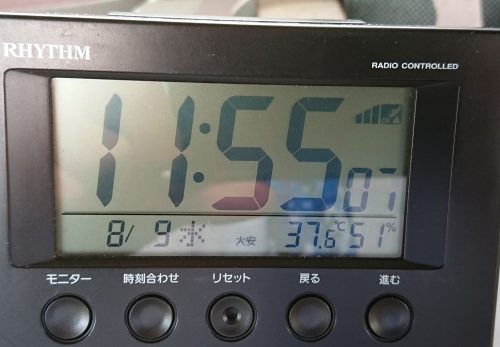 RHYTHM
RADIO CONTROLLED
11:55 07
8/ 9 水 大安 37.6℃ 51%
モニター 時刻合わせ リセット 戻る 進む